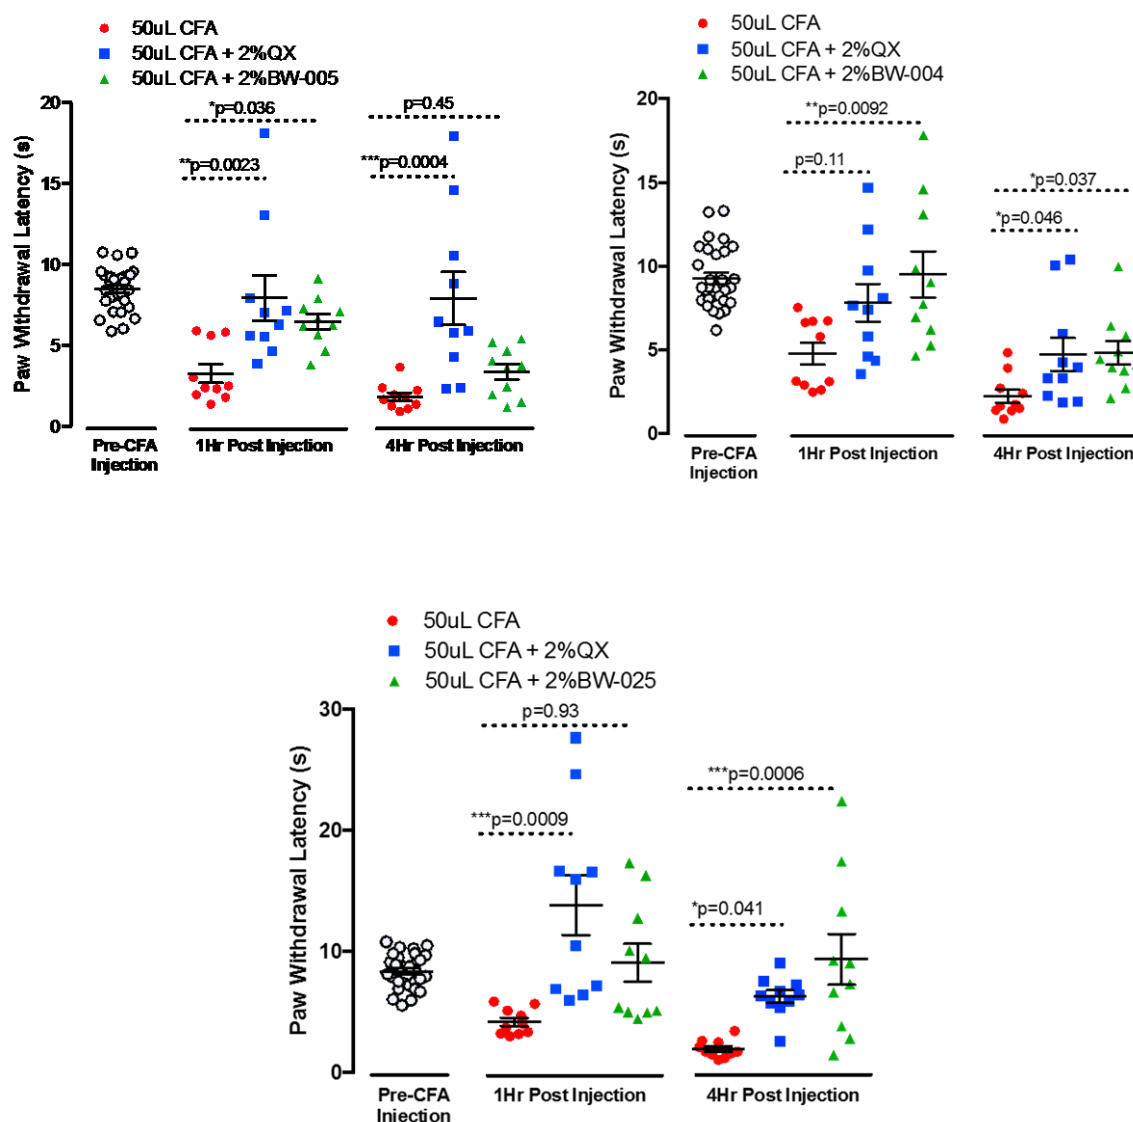 50uL CFA
50uL CFA + 2%QX
50uL CFA + 2%BW-005
Paw Withdrawal Latency (s)
20
15
10
5
0
*p=0.036
**p=0.0023
p=0.45
***p=0.0004
Pre-CFA
Injection
1Hr Post Injection
4Hr Post Injection
50uL CFA
50uL CFA + 2%QX
50uL CFA + 2%BW-004
Paw Withdrawal Latency (s)
20
15
10
5
0
**p=0.0092
p=0.11
*p=0.037
*p=0.046
Pre-CFA
Injection
1Hr Post Injection
4Hr Post Injection
50uL CFA
50uL CFA + 2%QX
50uL CFA + 2%BW-025
Paw Withdrawal Latency (s)
30
20
10
0
p=0.93
***p=0.0009
***p=0.0006
*p=0.041
Pre-CFA
Injection
1Hr Post Injection
4Hr Post Injection